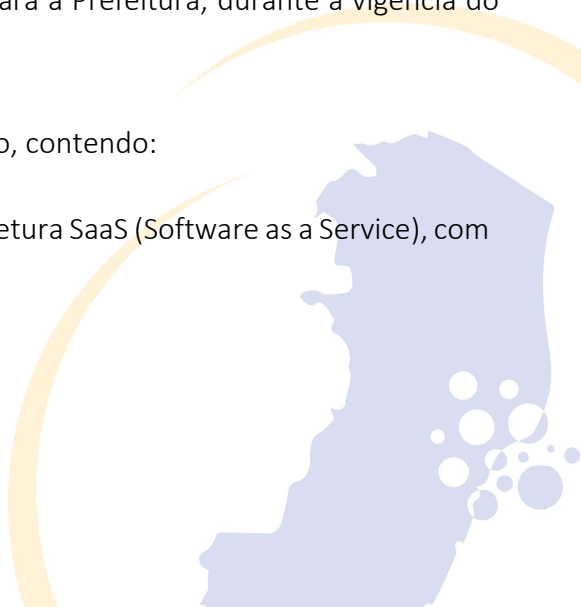 ara a Prefeitura, durante a vigência do
o, contendo:
etura SaaS (Software as a Service), com